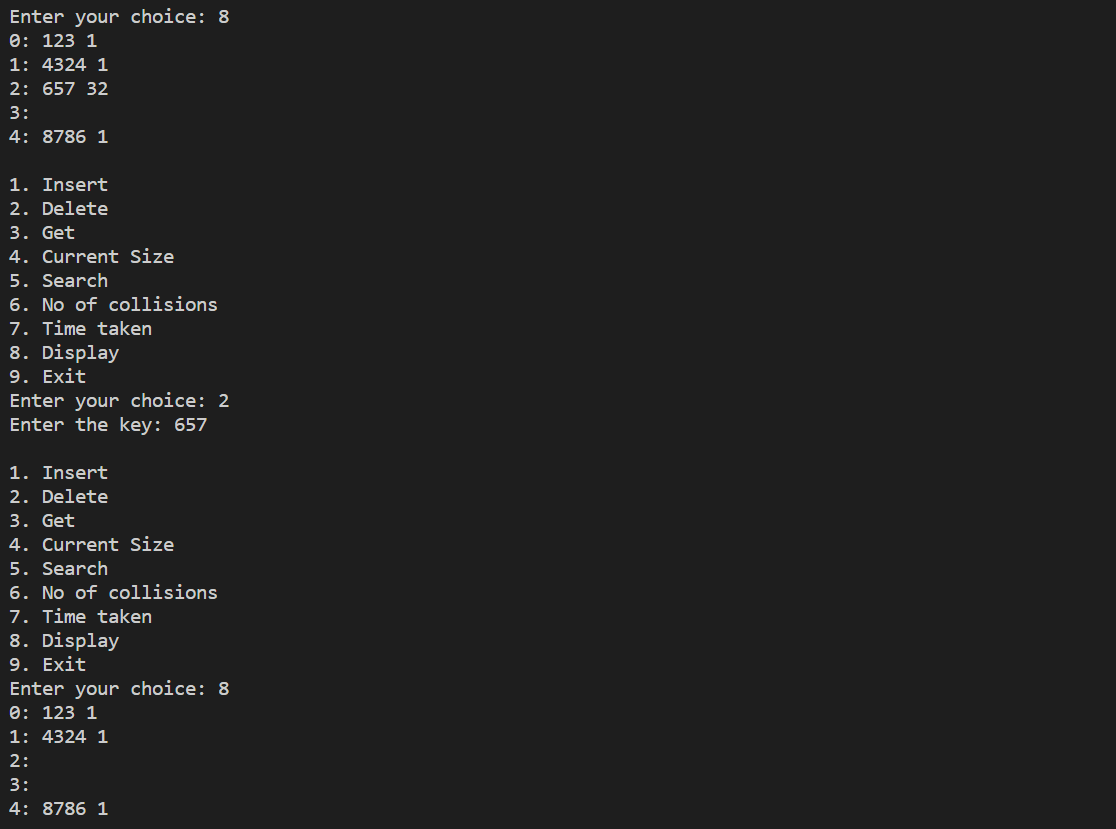 Enter your choice: 8
0: 123 1
1: 4324 1
2: 657 32
3:
4: 8786 1

1. Insert
2. Delete
3. Get
4. Current Size
5. Search
6. No of collisions
7. Time taken
8. Display
9. Exit
Enter your choice: 2
Enter the key: 657

1. Insert
2. Delete
3. Get
4. Current Size
5. Search
6. No of collisions
7. Time taken
8. Display
9. Exit
Enter your choice: 8
0: 123 1
1: 4324 1
2:
3:
4: 8786 1